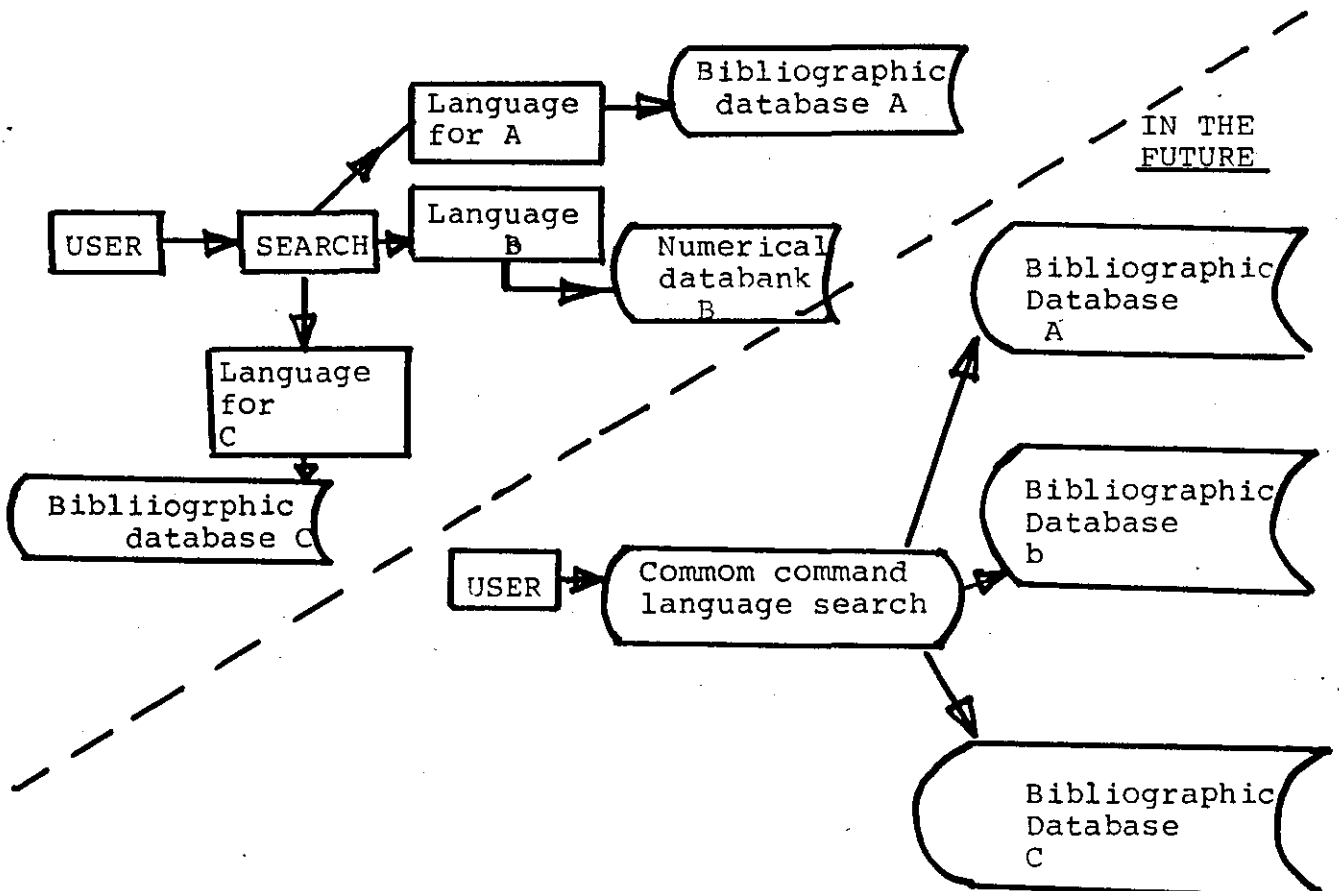 Bibliographic
database A
Language
for A
IN THE
FUTURE
USER
SEARCH
Language
B
Numerical
databank
B
Language
for
C
Bibliiogrphic
database C
Bibliographic
Database
A
Bibliographic
Database
b
USER
Commom command
language search
Bibliographic
Database
C